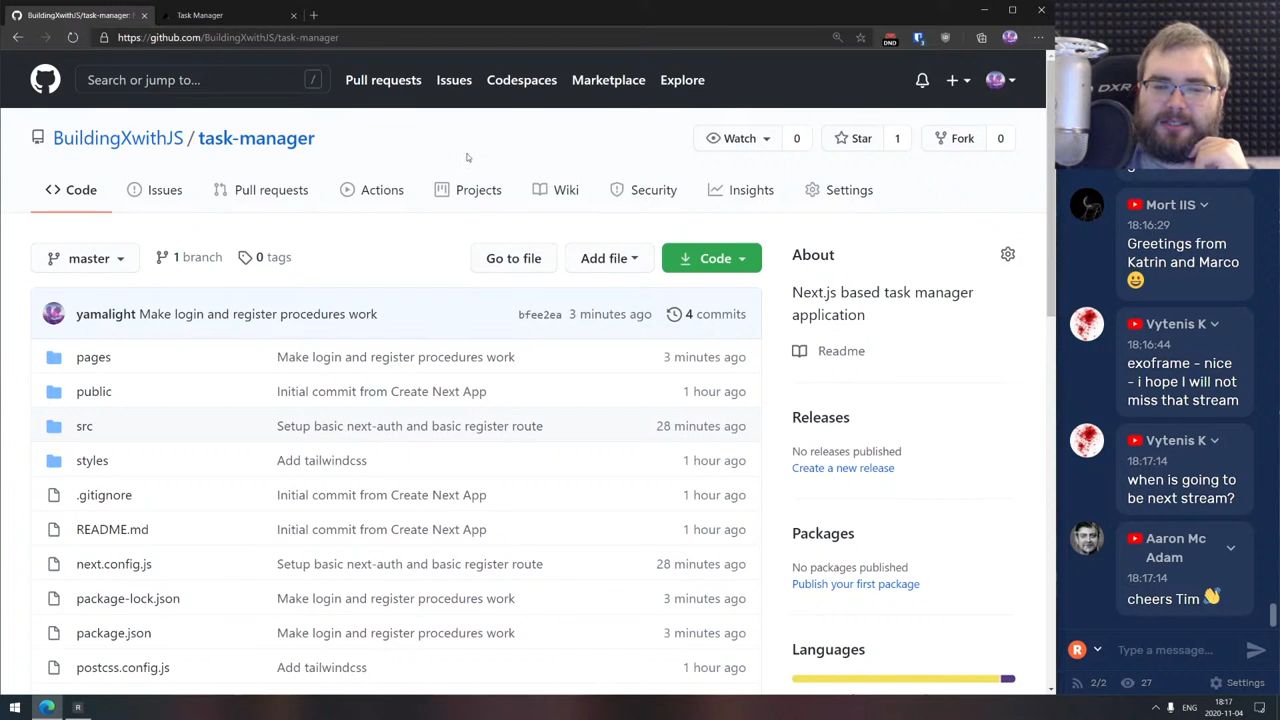 BuildingXwithJS/task-manager:
Task Manager
https://github.com/BuildingXwithJS/task-manager
DND
Search or jump to...
/
Pull requests
Issues
Codespaces
Marketplace
Explore
BuildingXwithJS / task-manager
Watch
0
Star
1
Fork
0
Code
Issues
Pull requests
Actions
Projects
Wiki
Security
Insights
Settings
master
1 branch
0 tags
Go to file
Add file
Code
yamalight Make login and register procedures work
bfee2ea 3 minutes ago
4 commits
pages
Make login and register procedures work
3 minutes ago
public
Initial commit from Create Next App
1 hour ago
src
Setup basic next-auth and basic register route
28 minutes ago
styles
Add tailwindcss
1 hour ago
.gitignore
Initial commit from Create Next App
1 hour ago
README.md
Initial commit from Create Next App
1 hour ago
next.config.js
Setup basic next-auth and basic register route
28 minutes ago
package-lock.json
Make login and register procedures work
3 minutes ago
package.json
Make login and register procedures work
3 minutes ago
postcss.config.js
Add tailwindcss
1 hour ago
About
Next.js based task manager
application
Readme
Releases
No releases published
Create a new release
Packages
No packages published
Publish your first package
Languages
DXR
Mort IIS
18:16:29
Greetings from
Katrin and Marco
Vytenis K
18:16:44
exoframe - nice
- i hope I will not
miss that stream
Vytenis K
18:17:14
when is going to
be next stream?
Aaron Mc
Adam
18:17:14
cheers Tim
R
Type a message...
2/2
27
Settings
R
ENG
18:17
2020-11-04